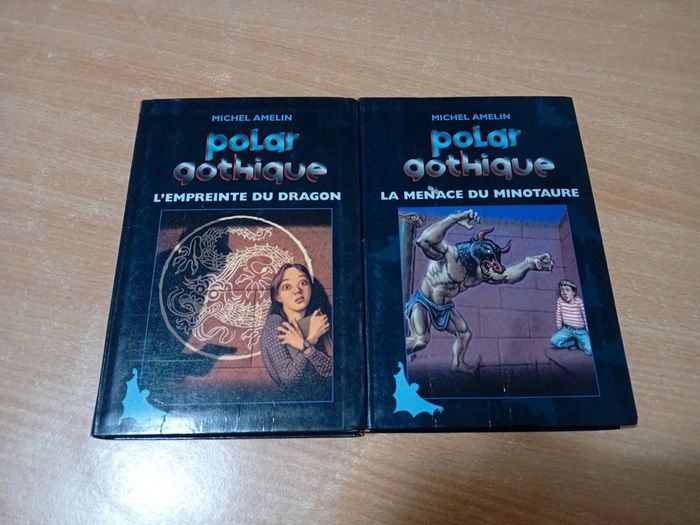 MICHEL AMELIN
polar
gothique
L'EMPREINTE DU DRAGON
MICHEL AMELIN
polar
gothique
LA MENACE DU MINOTAURE